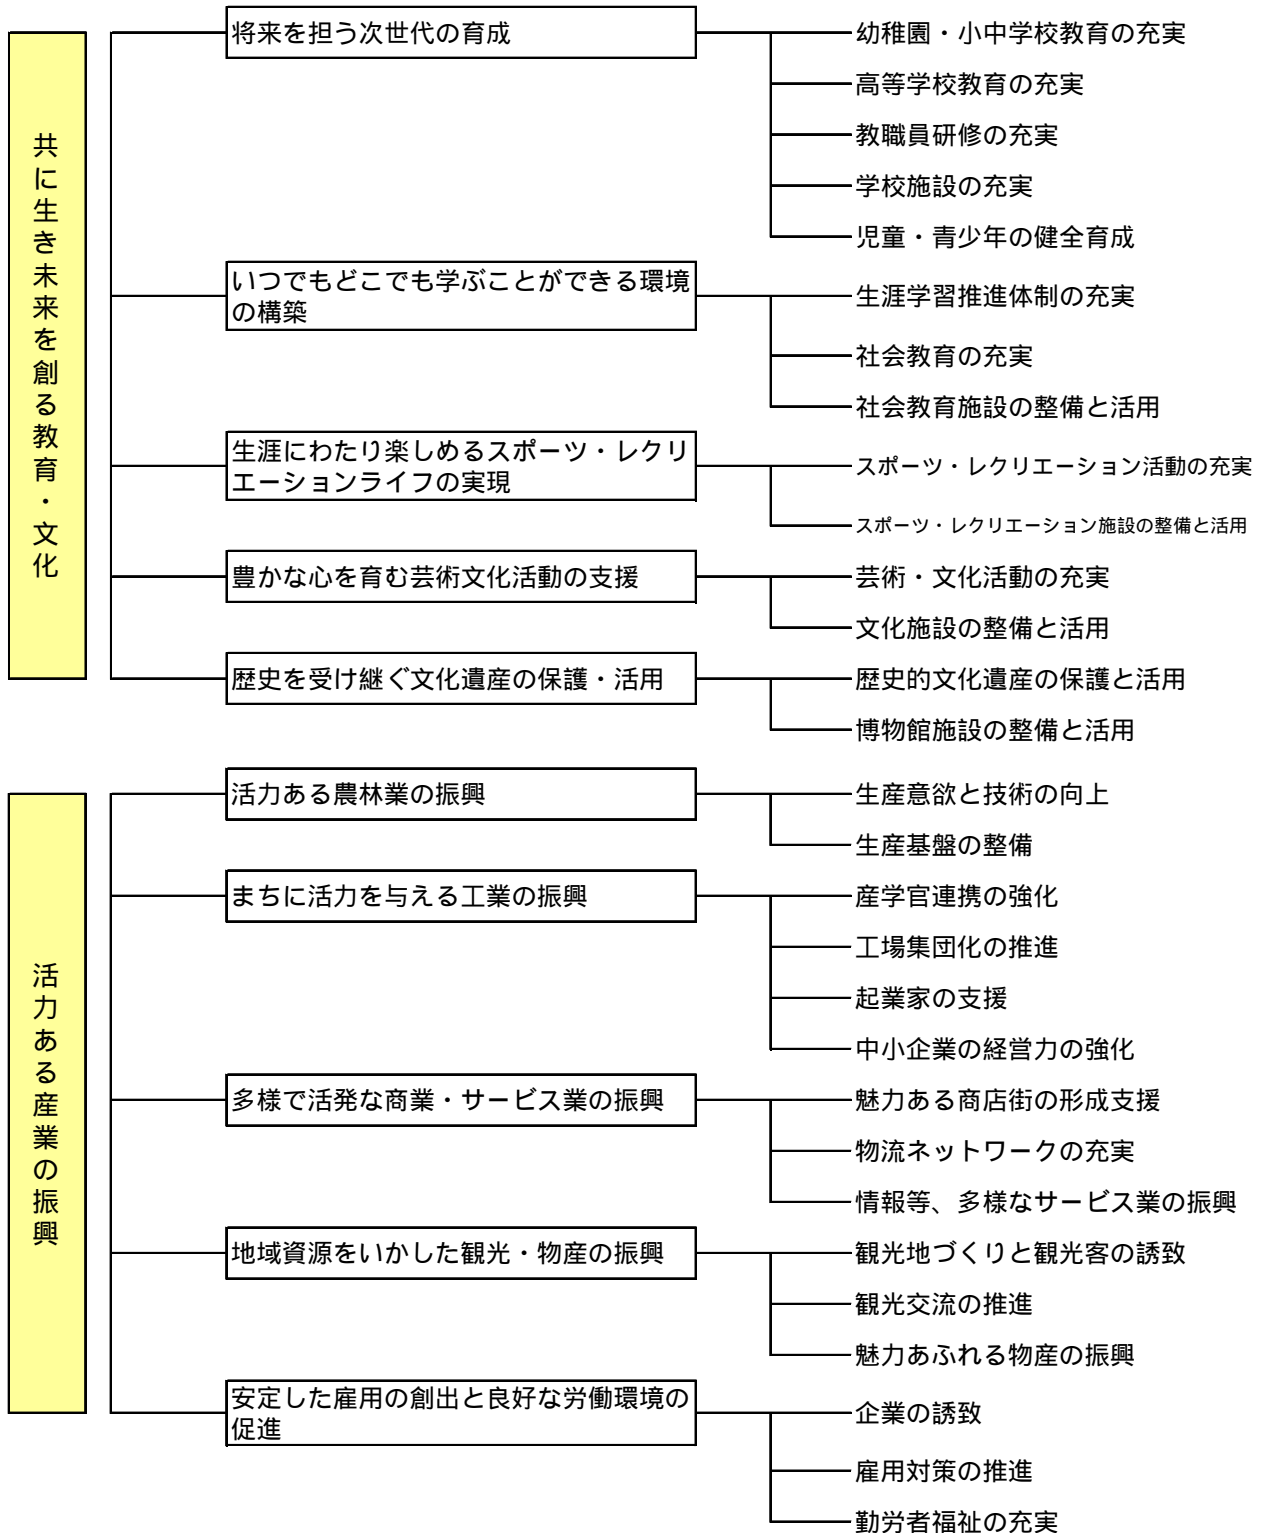 共に生き未来を創る教育・文化
将来を担う次世代の育成
幼稚園・小中学校教育の充実
高等学校教育の充実
教職員研修の充実
学校施設の充実
児童・青少年の健全育成
いつでもどこでも学ぶことができる環境
の構築
生涯学習推進体制の充実
社会教育の充実
社会教育施設の整備と活用
生涯にわたり楽しめるスポーツ・レクリ
エーションライフの実現
スポーツ・レクリエーション活動の充実
スポーツ・レクリエーション施設の整備と活用
豊かな心を育む芸術文化活動の支援
芸術・文化活動の充実
文化施設の整備と活用
歴史を受け継ぐ文化遺産の保護・活用
歴史的文化遺産の保護と活用
博物館施設の整備と活用
活力ある産業の振興
活力ある農林業の振興
生産意欲と技術の向上
生産基盤の整備
まちに活力を与える工業の振興
産学官連携の強化
工場集団化の推進
起業家の支援
中小企業の経営力の強化
多様で活発な商業・サービス業の振興
魅力ある商店街の形成支援
物流ネットワークの充実
情報等、多様なサービス業の振興
地域資源をいかした観光・物産の振興
観光地づくりと観光客の誘致
観光交流の推進
魅力あふれる物産の振興
安定した雇用の創出と良好な労働環境の
促進
企業の誘致
雇用対策の推進
勤労者福祉の充実